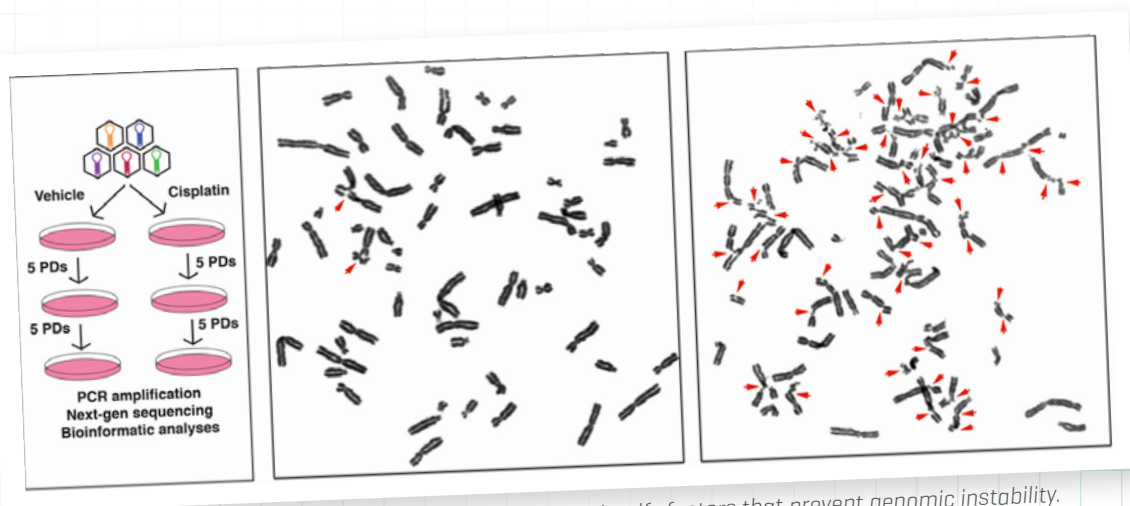 Vehicle
Cisplatin
5 PDs
5 PDs
5 PDs
5 PDs
PCR amplification
Next-gen sequencing
Bioinformatic analyses
factors that prevent genomic instability.